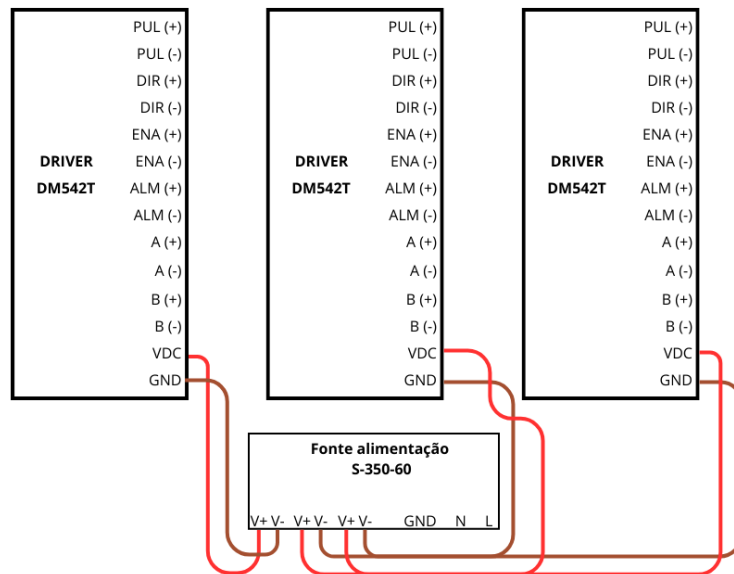 PUL (+)
PUL (-)
DIR (+)
DIR (-)
ENA (+)
ENA (-)
ALM (+)
ALM (-)
A (+)
A (-)
B (+)
B (-)
VDC
GND
DRIVER
DM542T
PUL (+)
PUL (-)
DIR (+)
DIR (-)
ENA (+)
ENA (-)
ALM (+)
ALM (-)
A (+)
A (-)
B (+)
B (-)
VDC
GND
DRIVER
DM542T
PUL (+)
PUL (-)
DIR (+)
DIR (-)
ENA (+)
ENA (-)
ALM (+)
ALM (-)
A (+)
A (-)
B (+)
B (-)
VDC
GND
DRIVER
DM542T
Fonte alimentação
S-350-60
V+ V- V+ V- V+ V- GND N L